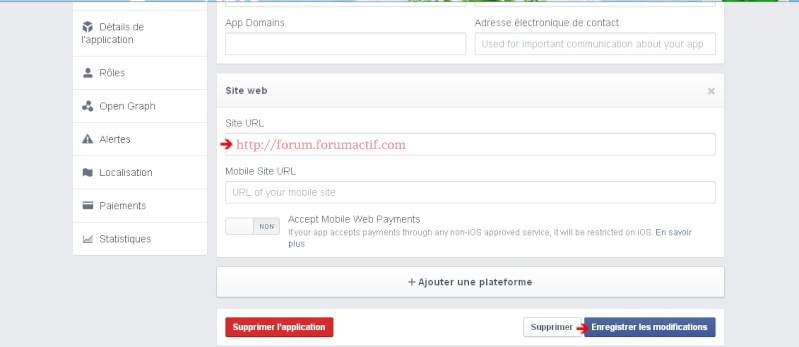 Détails de
l'application
Rôles
Open Graph
Alertes
Localisation
Paiements
Statistiques
App Domains
Adresse électronique de contact
Used for important communication about your app
Site web
Site URL
http://forum.forumactif.com
Mobile Site URL
URL of your mobile site
NON
Accept Mobile Web Payments
If your app accepts payments through any non-iOS approved service, it will be restricted on iOS. En savoir
plus
+ Ajouter une plateforme
Supprimer l'application
Supprimer
Enregistrer les modifications